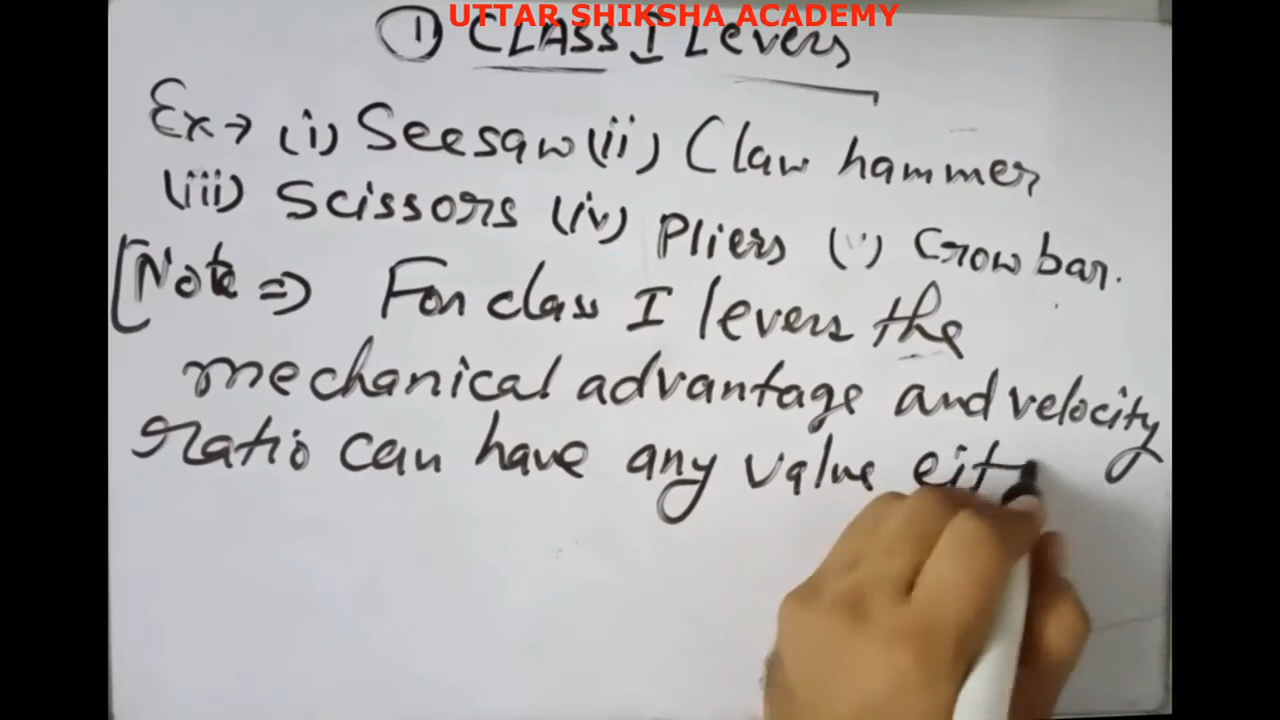 UTTAR SHIKSHA ACADEMY
① CLASS I Levers
Ex→ (i) Seesaw (ii) Claw hammer
(iii) Scissors (iv) Pliers (v) Crowbar.
[Note ⇒ For class I levers the
mechanical advantage and velocity
ratio can have any value eit